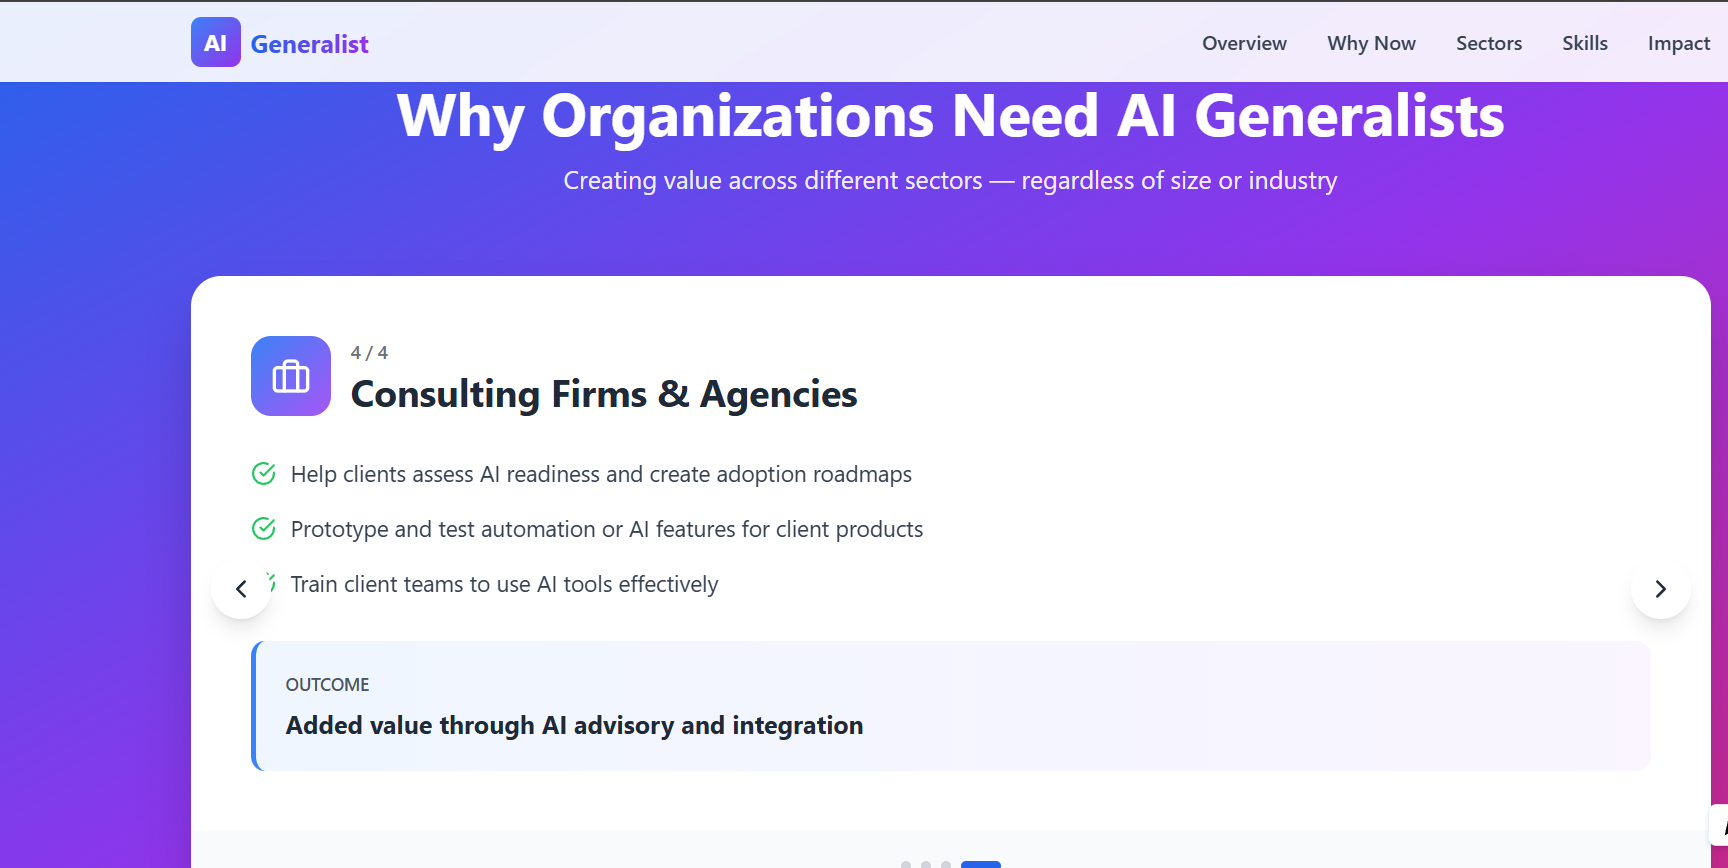 AI Generalist
Overview Why Now Sectors Skills Impact
Why Organizations Need AI Generalists
Creating value across different sectors — regardless of size or industry
4 / 4
Consulting Firms & Agencies
Help clients assess AI readiness and create adoption roadmaps
Prototype and test automation or AI features for client products
Train client teams to use AI tools effectively
OUTCOME
Added value through AI advisory and integration